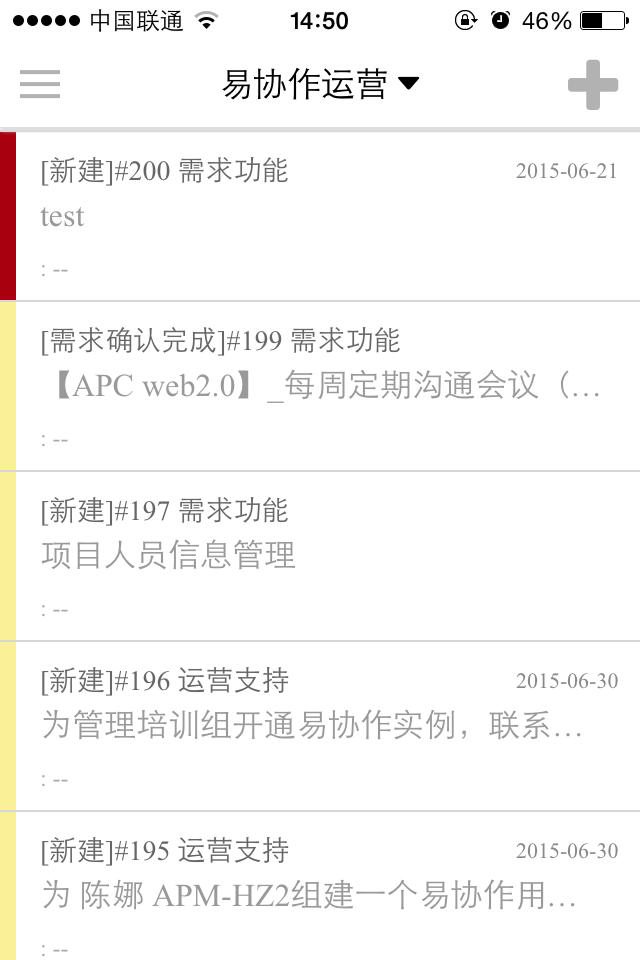 中国联通 14:50 46%
易协作运营
[新建]#200 需求功能 2015-06-21
test
: --
[需求确认完成]#199 需求功能
【APC web2.0】_每周定期沟通会议（…
: --
[新建]#197 需求功能
项目人员信息管理
: --
[新建]#196 运营支持 2015-06-30
为管理培训组开通易协作实例，联系…
: --
[新建]#195 运营支持 2015-06-30
为 陈娜 APM-HZ2组建一个易协作用…
: --